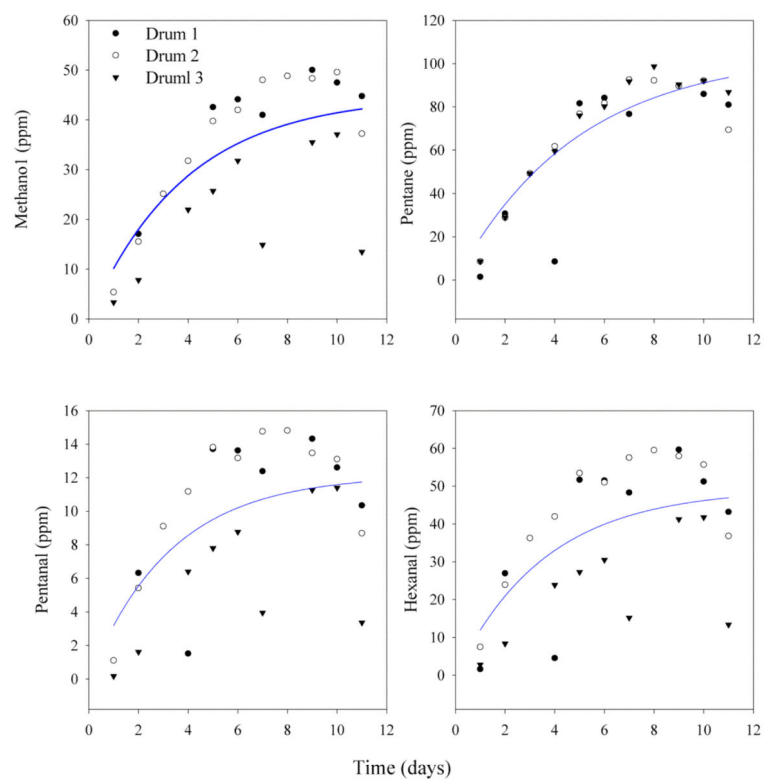 60
50
40
30
20
10
0
Methano1 (ppm)
Drum 1
Drum 2
Druml 3
0 2 4 6 8 10 12
120
100
80
60
40
20
0
Pentane (ppm)
0 2 4 6 8 10 12
16
14
12
10
8
6
4
2
0
Pentanal (ppm)
0 2 4 6 8 10 12
70
60
50
40
30
20
10
0
Hexanal (ppm)
0 2 4 6 8 10 12
Time (days)